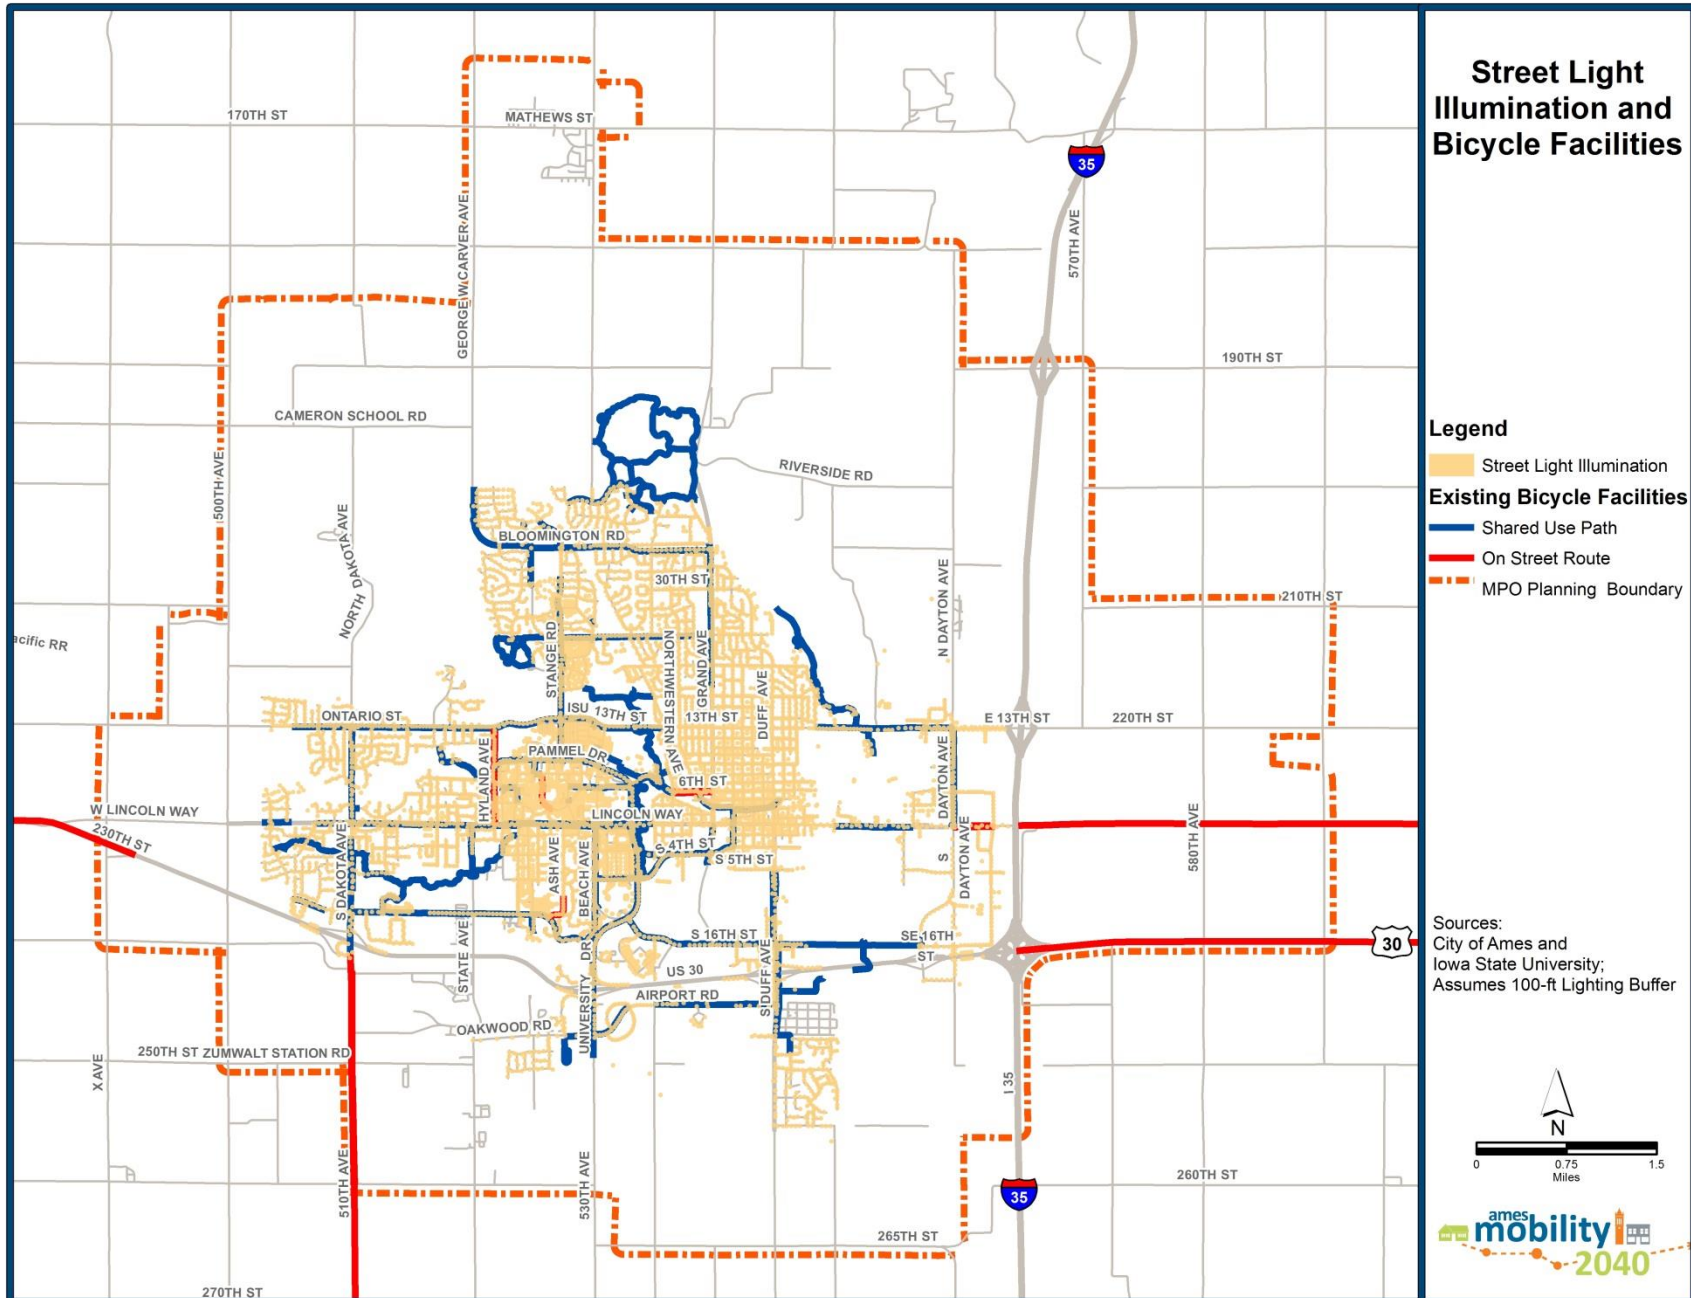 Street Light
Illumination and
Bicycle Facilities
Legend
Street Light Illumination
Existing Bicycle Facilities
Shared Use Path
On Street Route
MPO Planning Boundary
Sources:
City of Ames and
Iowa State University;
Assumes 100-ft Lighting Buffer
N
0 0.75 1.5
Miles
ames
mobility
2040
170TH ST
MATHEWS ST
35
570TH AVE
GEORGE W CARVER AVE
190TH ST
CAMERON SCHOOL RD
500TH AVE
RIVERSIDE RD
NORTH DAKOTA AVE
BLOOMINGTON RD
30TH ST
N DAYTON AVE
210TH ST
acific RR
STANGE RD
NORTHWESTERN AVE
GRAND AVE
DUFF AVE
ONTARIO ST
ISU 13TH ST
13TH ST
E 13TH ST
220TH ST
HYLAND AVE
PAMMEL DR
6TH ST
DAYTON AVE
W LINCOLN WAY
LINCOLN WAY
230TH ST
580TH AVE
S DAKOTA AVE
ASH AVE
BEACH AVE
S 4TH ST
S 5TH ST
S
DAYTON AVE
STATE AVE
S 16TH ST
SE 16TH
ST
30
US 30
UNIVERSITY DR
AIRPORT RD
S DUFF AVE
OAKWOOD RD
250TH ST ZUMWALT STATION RD
X AVE
I 35
510TH AVE
530TH AVE
260TH ST
35
265TH ST
270TH ST